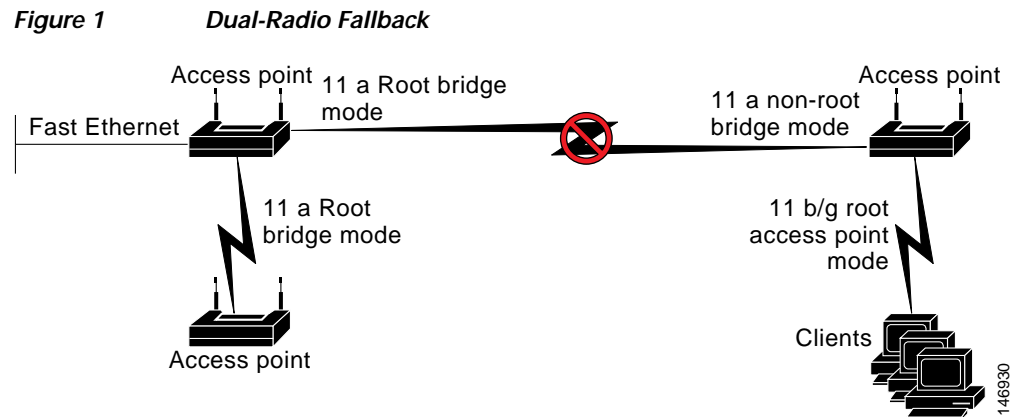 Figure 1 Dual-Radio Fallback
Access point
11 a Root bridge
mode
Access point
11 a non-root
bridge mode
Fast Ethernet
11 a Root
bridge mode
11 b/g root
access point
mode
Access point
Clients
146930